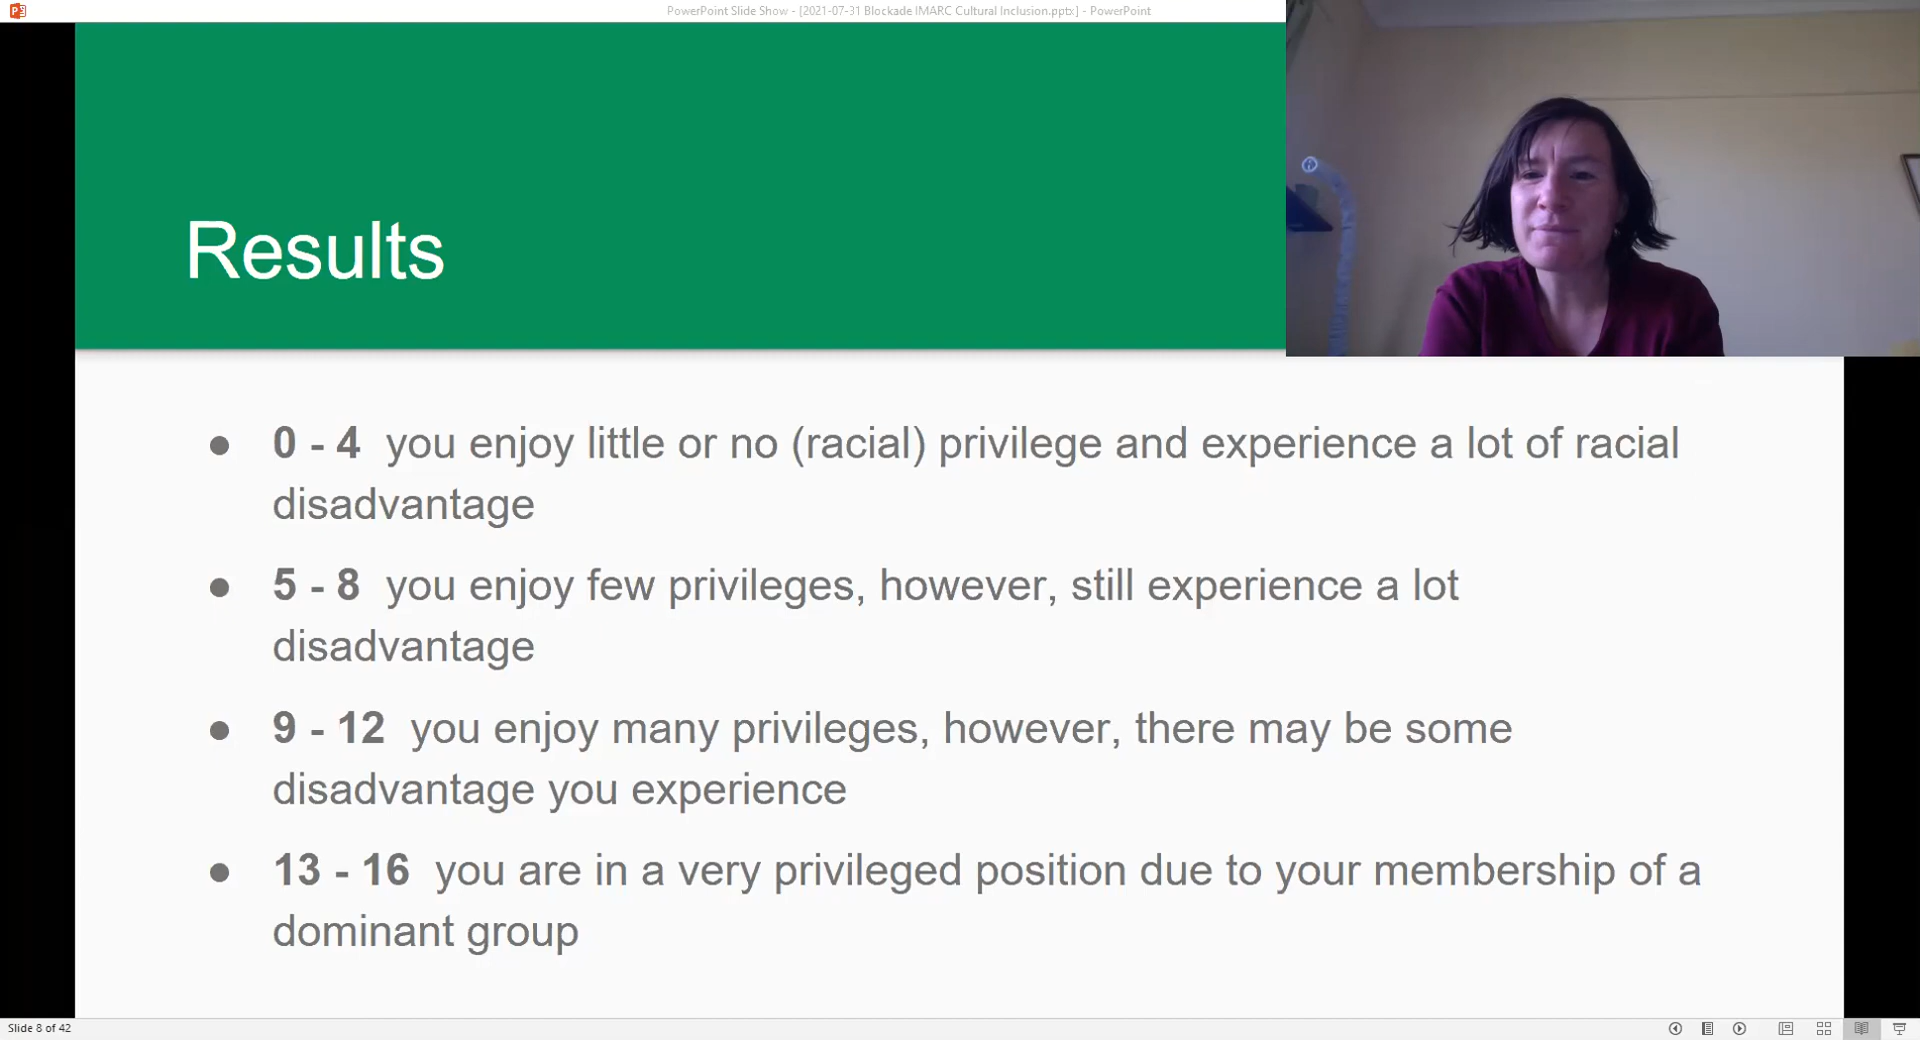 PowerPoint Slide Show - [2021-07-31 Blockade IMARC Cultural Inclusion.pptx] - PowerPoint
Results
● 0 - 4 you enjoy little or no (racial) privilege and experience a lot of racial
disadvantage
● 5 - 8 you enjoy few privileges, however, still experience a lot
disadvantage
● 9 - 12 you enjoy many privileges, however, there may be some
disadvantage you experience
● 13 - 16 you are in a very privileged position due to your membership of a
dominant group
Slide 8 of 42